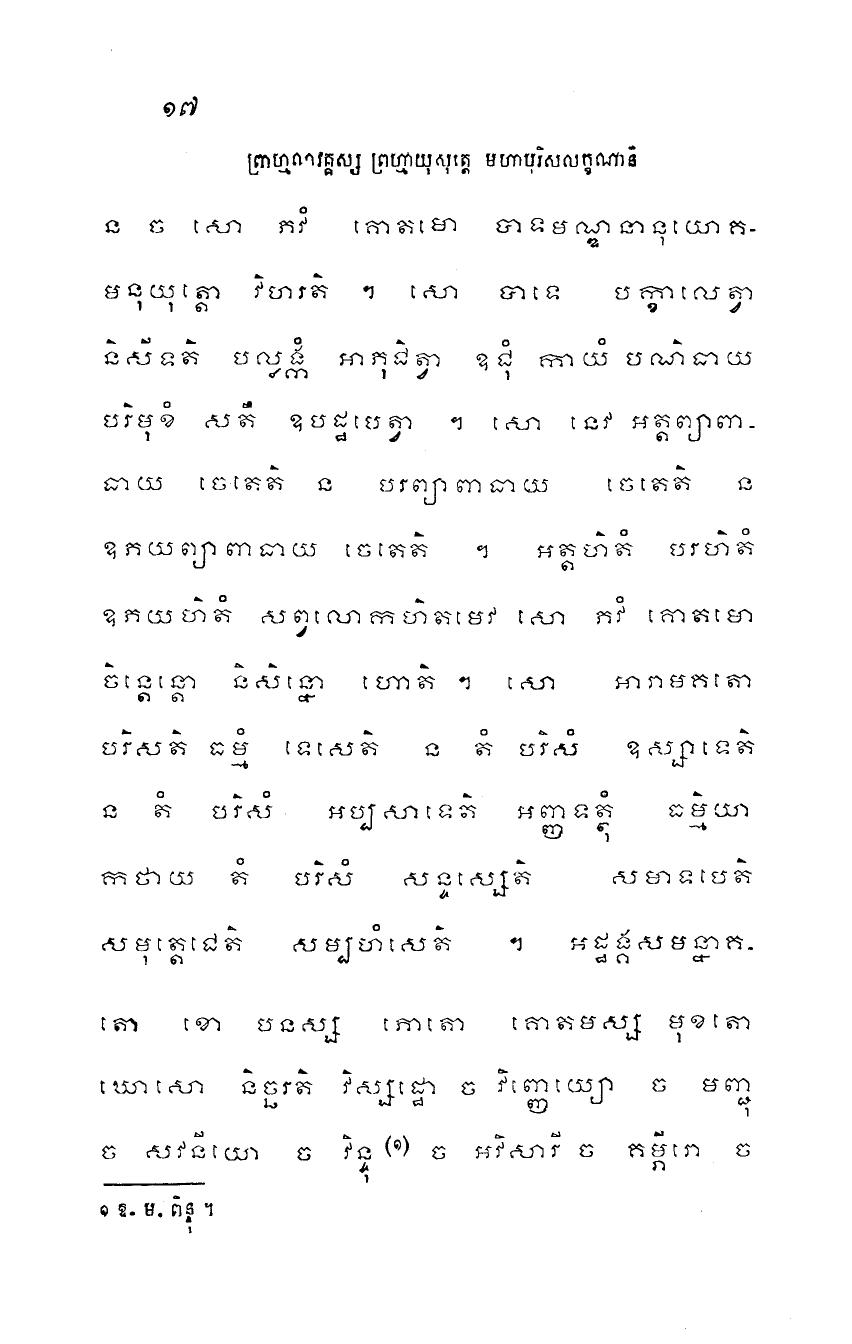 ១៧
ព្រាហ្មណវគ្គស្ស ព្រហ្មាយុសុត្តេ មហាបុរិសលក្ខណានិ
ន ច សោ ភវំ គោតមោ បាទមណ្ឌនានុយោគ-
មនុយុត្តោ វិហរតិ ។ សោ បាទេ បក្ខាលេត្វា
និសីទតិ បល្លង្កំ អាភុជិត្វា ឧជុំ កាយំ បណិធាយ
បរិមុខំ សតឹ ឧបដ្ឋបេត្វា ។ សោ នេវ អត្តព្យាពា-
ធាយ ចេតេតិ ន បរព្យាពាធាយ ចេតេតិ ន
ឧភយព្យាពាធាយ ចេតេតិ ។ អត្តហិតំ បរហិតំ
ឧភយហិតំ សព្វលោកហិតមេវ សោ ភវំ គោតមោ
ចិន្តេន្តោ និសិន្នោ ហោតិ ។ សោ អារាមគតោ
បរិសតិ ធម្មំ ទេសេតិ ន តំ បរិសំ ឧស្សាទេតិ
ន តំ បរិសំ អប្បសាទេតិ អញ្ញទត្ថុំ ធម្មិយា
កថាយ តំ បរិសំ សន្ទស្សេតិ សមាទបេតិ
សមុត្តេជេតិ សម្បហំសេតិ ។ អដ្ឋង្គសមន្នាគ-
តោ ខោ បនស្ស ភោតោ គោតមស្ស មុខតោ
ឃោសោ និច្ឆរតិ វិស្សដ្ឋោ ច វិញ្ញេយ្យោ ច មញ្ជុ
ច សវនីយោ ច វិន្ទុ (១) ច អវិសារី ច គម្ភីរោ ច
១ ឱ. ម. ពិន្ទុ ។